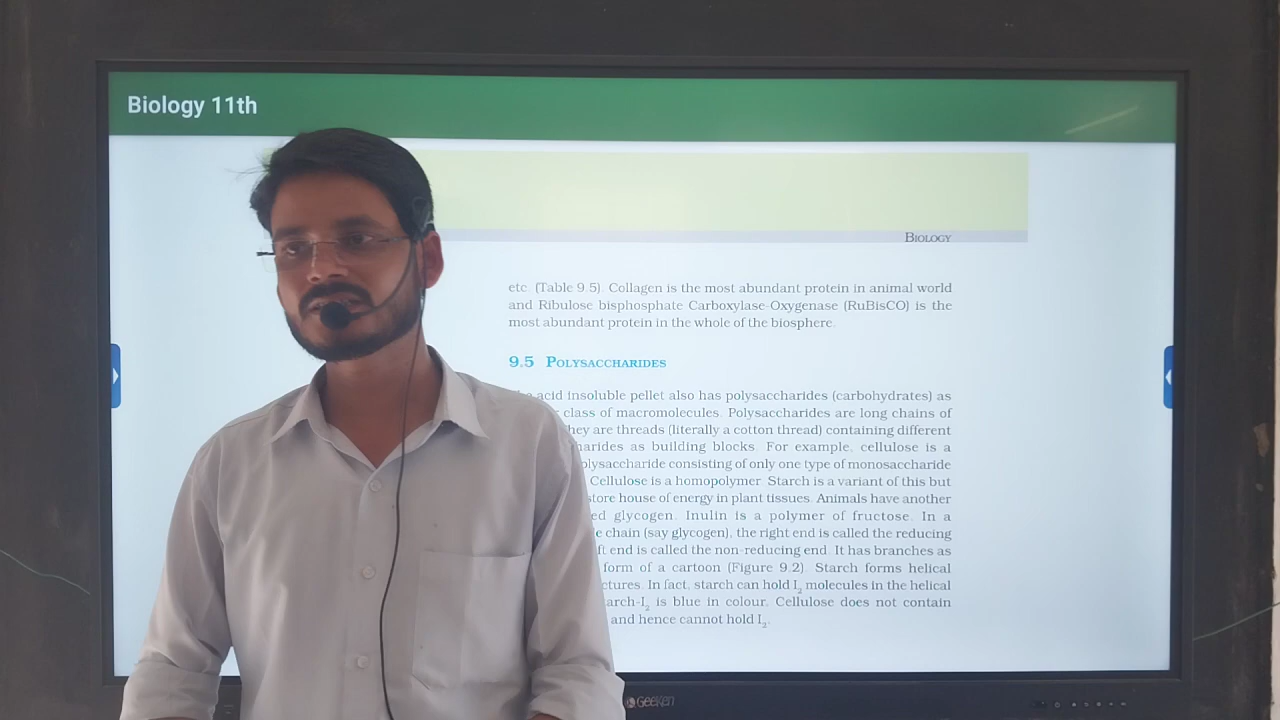 Biology 11th
BIOLOGY
etc. (Table 9.5). Collagen is the most abundant protein in animal world
and Ribulose bisphosphate Carboxylase-Oxygenase (RuBisCO) is the
most abundant protein in the whole of the biosphere.
9.5 POLYSACCHARIDES
acid insoluble pellet also has polysaccharides (carbohydrates) as
class of macromolecules. Polysaccharides are long chains of
hey are threads (literally a cotton thread) containing different
harides as building blocks. For example, cellulose is a
olysaccharide consisting of only one type of monosaccharide
Cellulose is a homopolymer. Starch is a variant of this but
store house of energy in plant tissues. Animals have another
ed glycogen. Inulin is a polymer of fructose. In a
e chain (say glycogen), the right end is called the reducing
ft end is called the non-reducing end. It has branches as
form of a cartoon (Figure 9.2). Starch forms helical
ctures. In fact, starch can hold I₂ molecules in the helical
arch-I₂ is blue in colour. Cellulose does not contain
and hence cannot hold I₂.
GeeKen